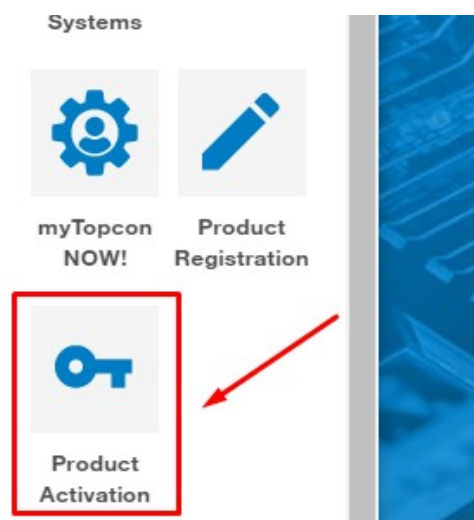 Systems
myTopcon
NOW!
Product
Registration
Product
Activation